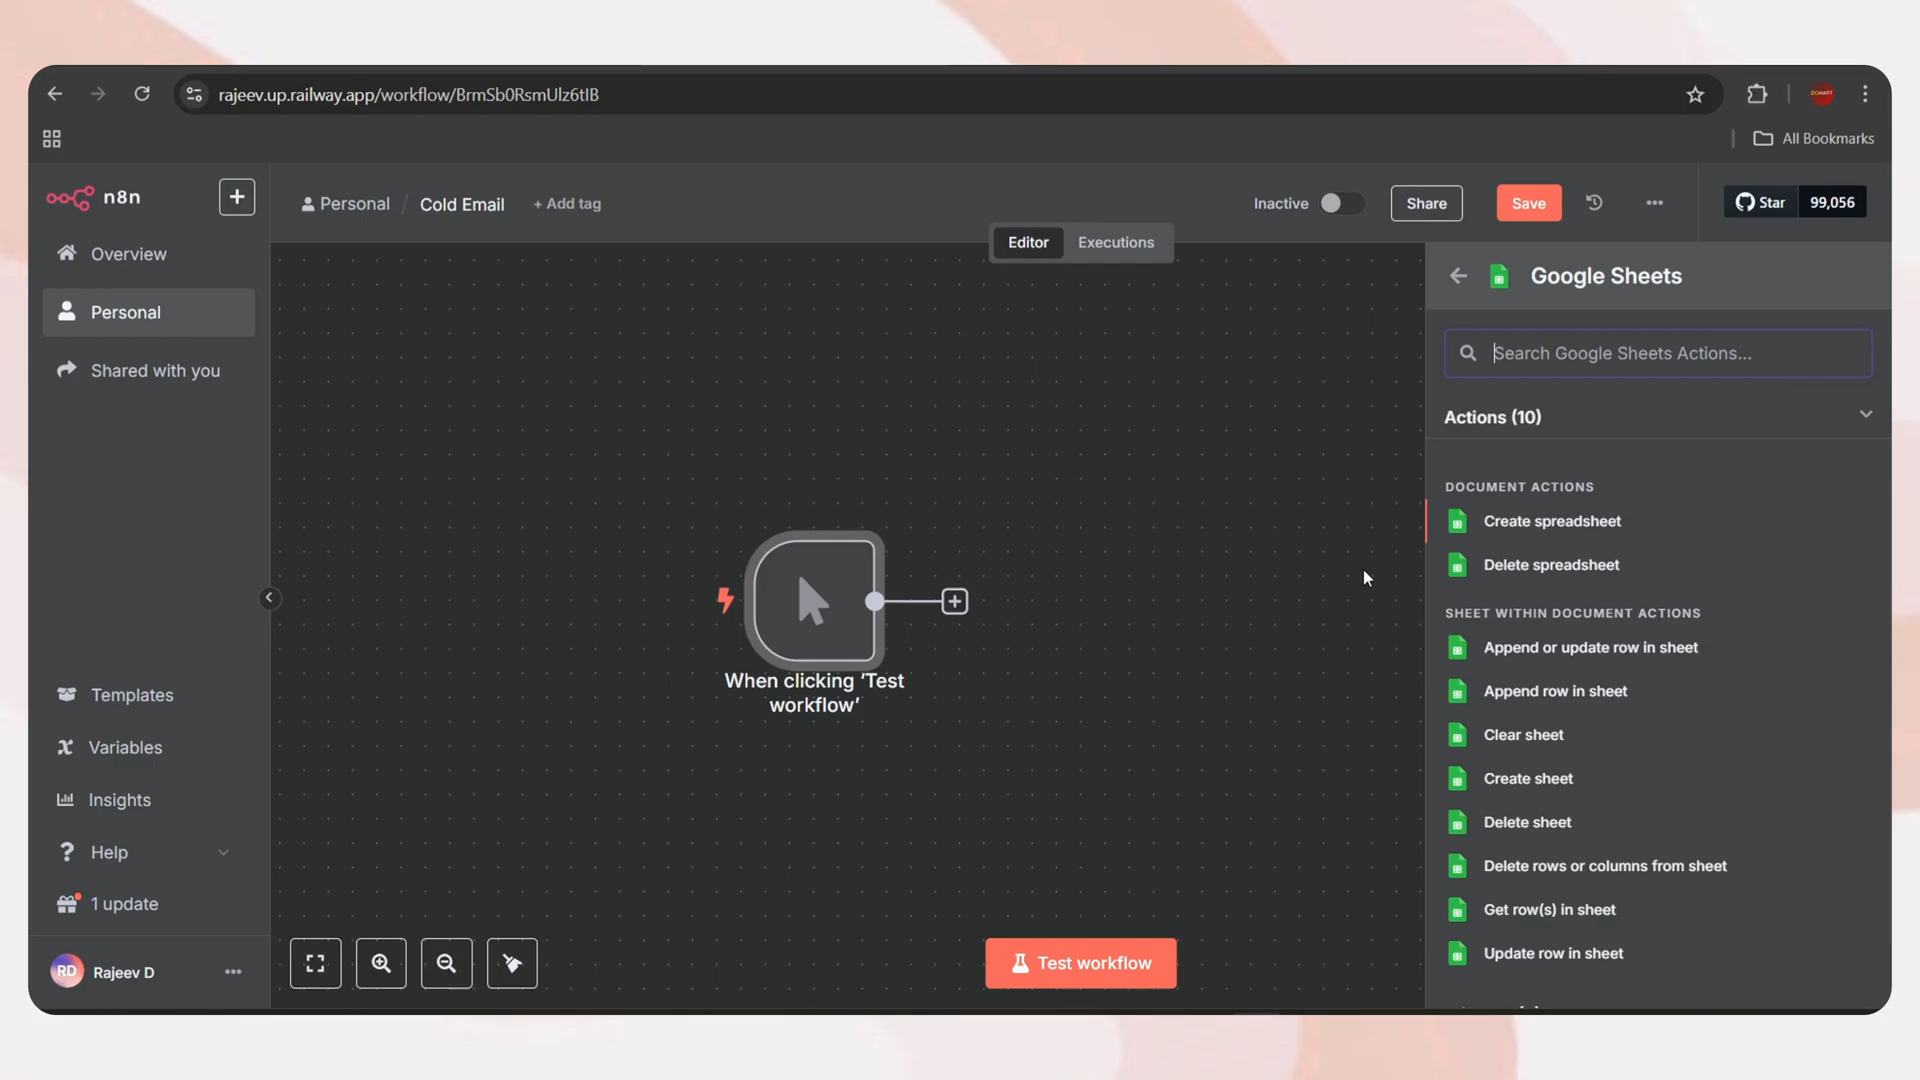 rajeev.up.railway.app/workflow/BrmSb0RsmUlz6tIB
ZIOMART
All Bookmarks
n8n
Personal / Cold Email + Add tag
Inactive
Share
Save
Star 99,056
Editor Executions
Overview
Personal
Shared with you
Templates
Variables
Insights
Help
1 update
RD Rajeev D
When clicking ‘Test
workflow’
Test workflow
Google Sheets
Search Google Sheets Actions...
Actions (10)
DOCUMENT ACTIONS
Create spreadsheet
Delete spreadsheet
SHEET WITHIN DOCUMENT ACTIONS
Append or update row in sheet
Append row in sheet
Clear sheet
Create sheet
Delete sheet
Delete rows or columns from sheet
Get row(s) in sheet
Update row in sheet